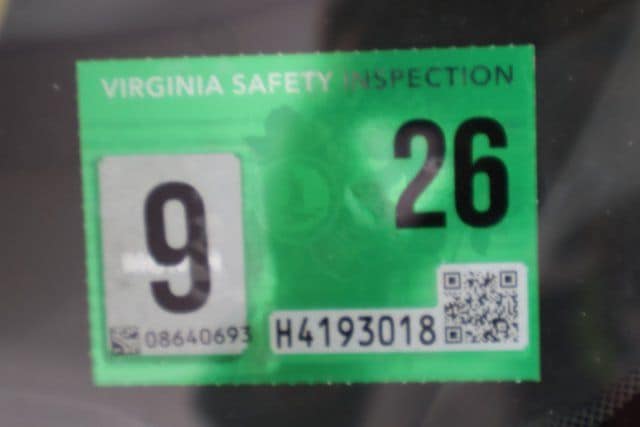 VIRGINIA SAFETY INSPECTION
26
9
08640693
H4193018